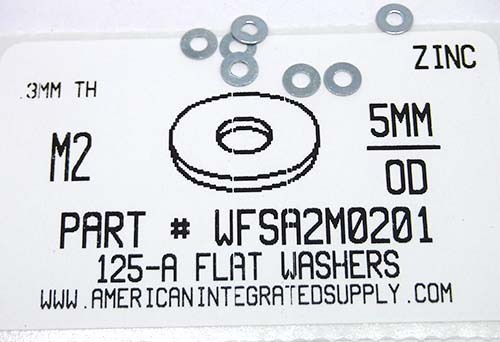 ZINC
.3MM TH
M2
5MM
OD
PART # WFSA2M0201
125-A FLAT WASHERS
WWW.AMERICANINTEGRATEDSUPPLY.COM